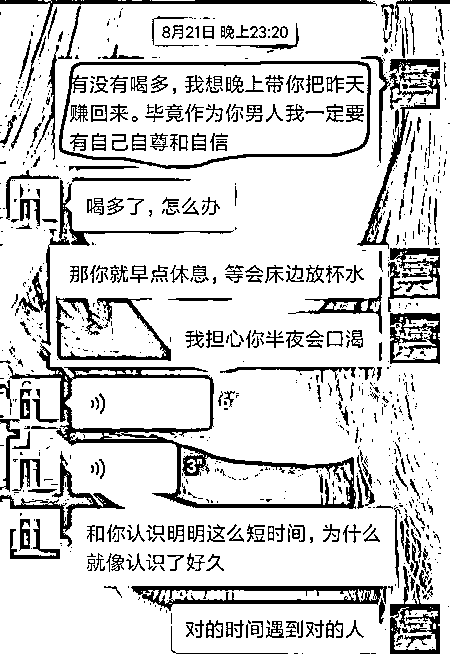 8月21日 晚上23:20
有没有喝多，我想晚上带你把昨天
赚回来。毕竟作为你男人我一定要
有自己自尊和自信
喝多了，怎么办
那你就早点休息，等会床边放杯水
我担心你半夜会口渴
3"
和你认识明明这么短时间，为什么
就像认识了好久
对的时间遇到对的人